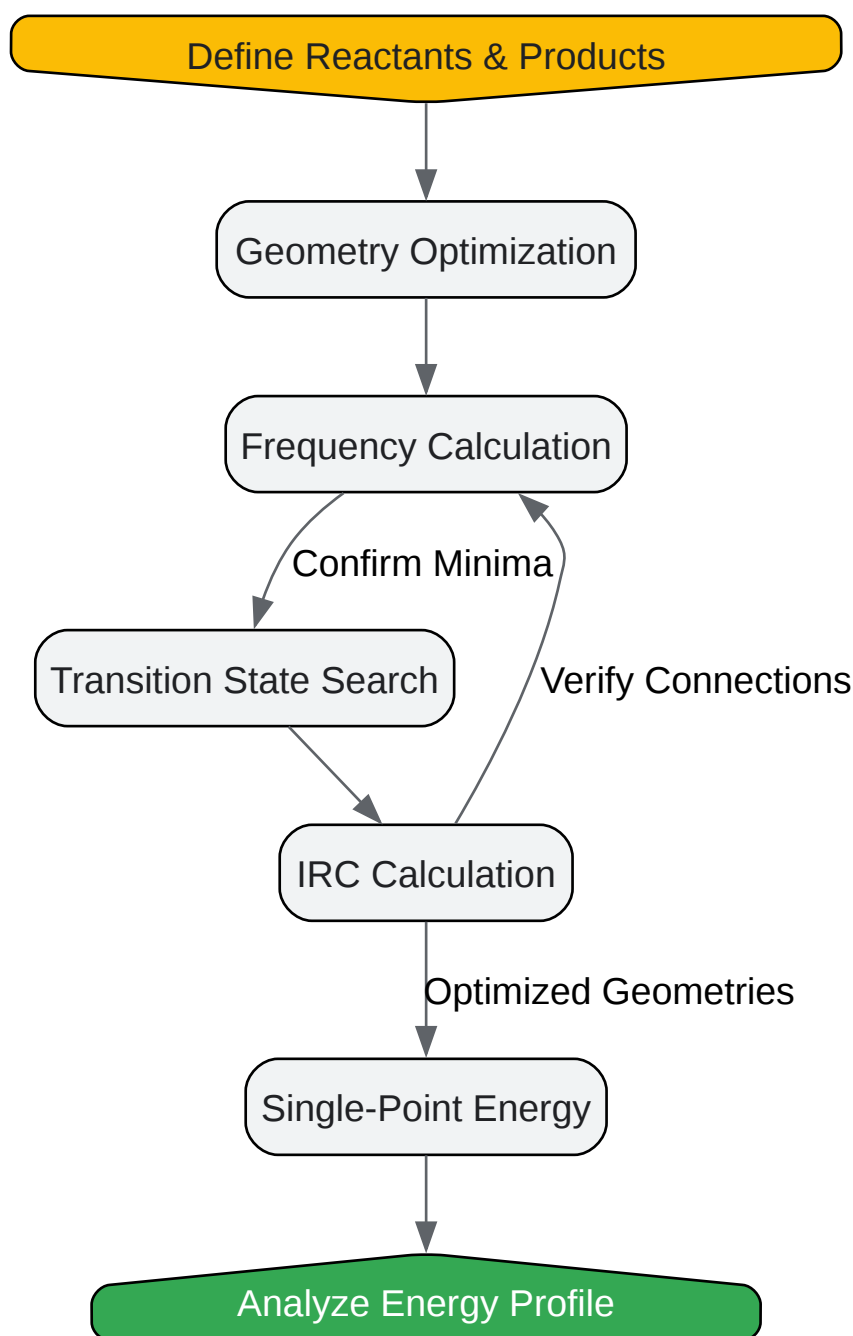 Define Reactants & Products
Geometry Optimization
Frequency Calculation
Confirm Minima
Transition State Search
Verify Connections
IRC Calculation
Optimized Geometries
Single-Point Energy
Analyze Energy Profile